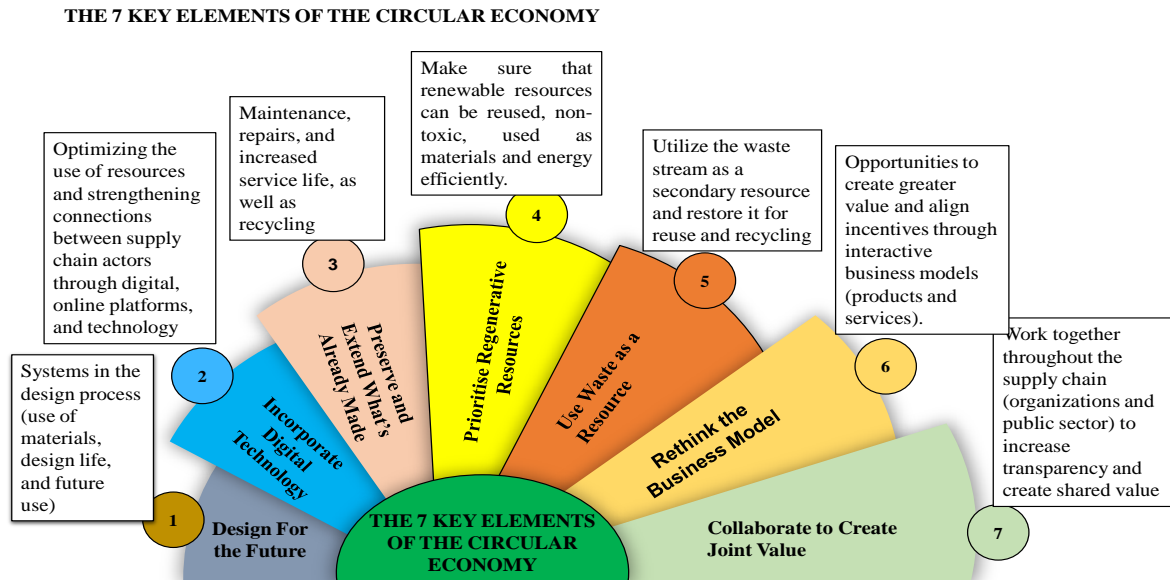 THE 7 KEY ELEMENTS OF THE CIRCULAR ECONOMY
Systems in the
design process
(use of
materials,
design life,
and future
use)
1
Design For
the Future
Optimizing the
use of resources
and strengthening
connections
between supply
chain actors
through digital,
online platforms,
and technology
2
Incorporate
Digital
Technology
Maintenance,
repairs, and
increased
service life, as
well as
recycling
3
Preserve and
Extend What's
Already Made
Make sure that
renewable resources
can be reused, non-
toxic, used as
materials and energy
efficiently.
4
Prioritise Regenerative
Resources
Utilize the waste
stream as a
secondary resource
and restore it for
reuse and recycling
5
Use Waste as a
Resource
Opportunities to
create greater
value and align
incentives through
interactive
business models
(products and
services).
6
Rethink the
Business Model
Work together
throughout the
supply chain
(organizations and
public sector) to
increase
transparency and
create shared value
7
Collaborate to Create
Joint Value
THE 7 KEY ELEMENTS
OF THE CIRCULAR
ECONOMY